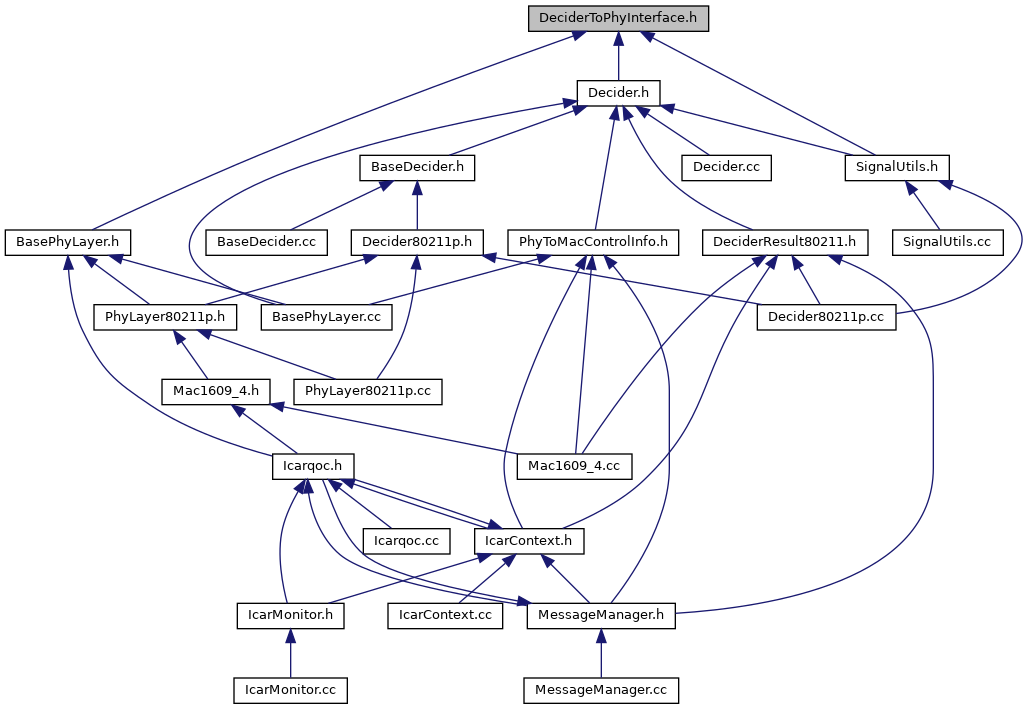 DeciderToPhyInterface.h
Decider.h
BaseDecider.h
Decider.cc
SignalUtils.h
BasePhyLayer.h
BaseDecider.cc
Decider80211p.h
PhyToMacControlInfo.h
DeciderResult80211.h
SignalUtils.cc
PhyLayer80211p.h
BasePhyLayer.cc
Decider80211p.cc
Mac1609_4.h
PhyLayer80211p.cc
Icarqoc.h
Mac1609_4.cc
Icarqoc.cc
IcarContext.h
IcarMonitor.h
IcarContext.cc
MessageManager.h
IcarMonitor.cc
MessageManager.cc